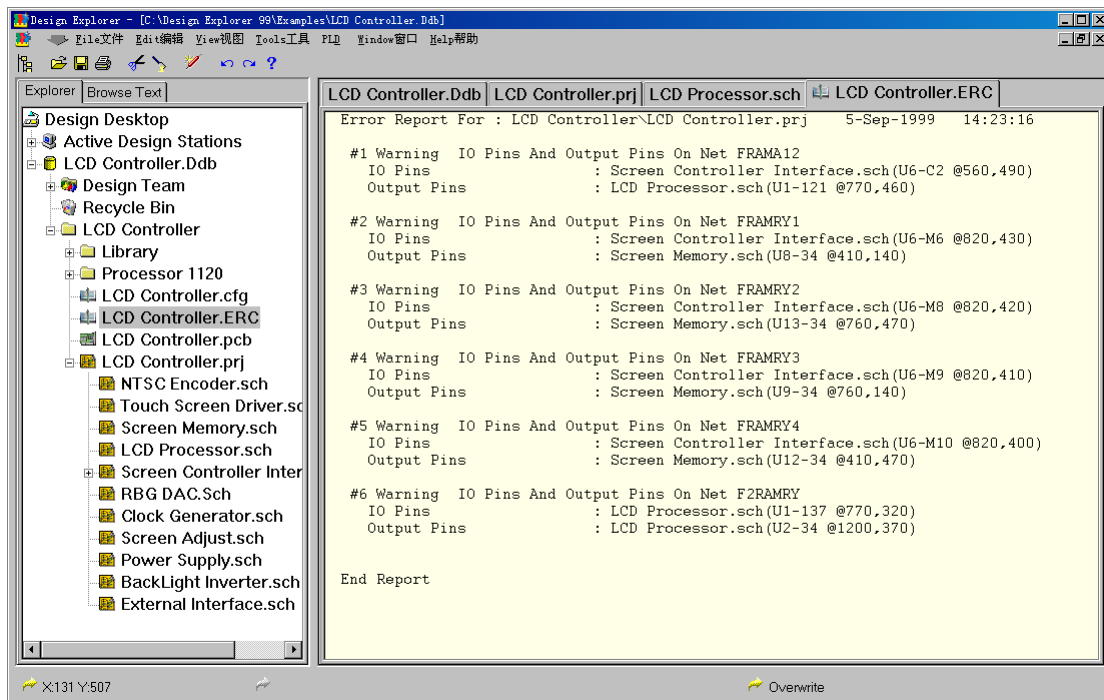 Design Explorer - [C:\Design Explorer 99\Examples\LCD Controller.Ddb]
File文件 Edit编辑 View视图 Tools工具 PLD Window窗口 Help帮助
Explorer Browse Text
Design Desktop
Active Design Stations
LCD Controller.Ddb
Design Team
Recycle Bin
LCD Controller
Library
Processor 1120
LCD Controller.cfg
LCD Controller.ERC
LCD Controller.pcb
LCD Controller.prj
NTSC Encoder.sch
Touch Screen Driver.sc
Screen Memory.sch
LCD Processor.sch
Screen Controller Inter
RBG DAC.Sch
Clock Generator.sch
Screen Adjust.sch
Power Supply.sch
BackLight Inverter.sch
External Interface.sch
LCD Controller.Ddb LCD Controller.prj LCD Processor.sch LCD Controller.ERC
Error Report For : LCD Controller\LCD Controller.prj 5-Sep-1999 14:23:16
#1 Warning IO Pins And Output Pins On Net FRAMA12
IO Pins : Screen Controller Interface.sch(U6-C2 @560,490)
Output Pins : LCD Processor.sch(U1-121 @770,460)
#2 Warning IO Pins And Output Pins On Net FRAMRY1
IO Pins : Screen Controller Interface.sch(U6-M6 @820,430)
Output Pins : Screen Memory.sch(U8-34 @410,140)
#3 Warning IO Pins And Output Pins On Net FRAMRY2
IO Pins : Screen Controller Interface.sch(U6-M8 @820,420)
Output Pins : Screen Memory.sch(U13-34 @760,470)
#4 Warning IO Pins And Output Pins On Net FRAMRY3
IO Pins : Screen Controller Interface.sch(U6-M9 @820,410)
Output Pins : Screen Memory.sch(U9-34 @760,140)
#5 Warning IO Pins And Output Pins On Net FRAMRY4
IO Pins : Screen Controller Interface.sch(U6-M10 @820,400)
Output Pins : Screen Memory.sch(U12-34 @410,470)
#6 Warning IO Pins And Output Pins On Net F2RAMRY
IO Pins : LCD Processor.sch(U1-137 @770,320)
Output Pins : LCD Processor.sch(U2-34 @1200,370)
End Report
X:131 Y:507 Overwrite